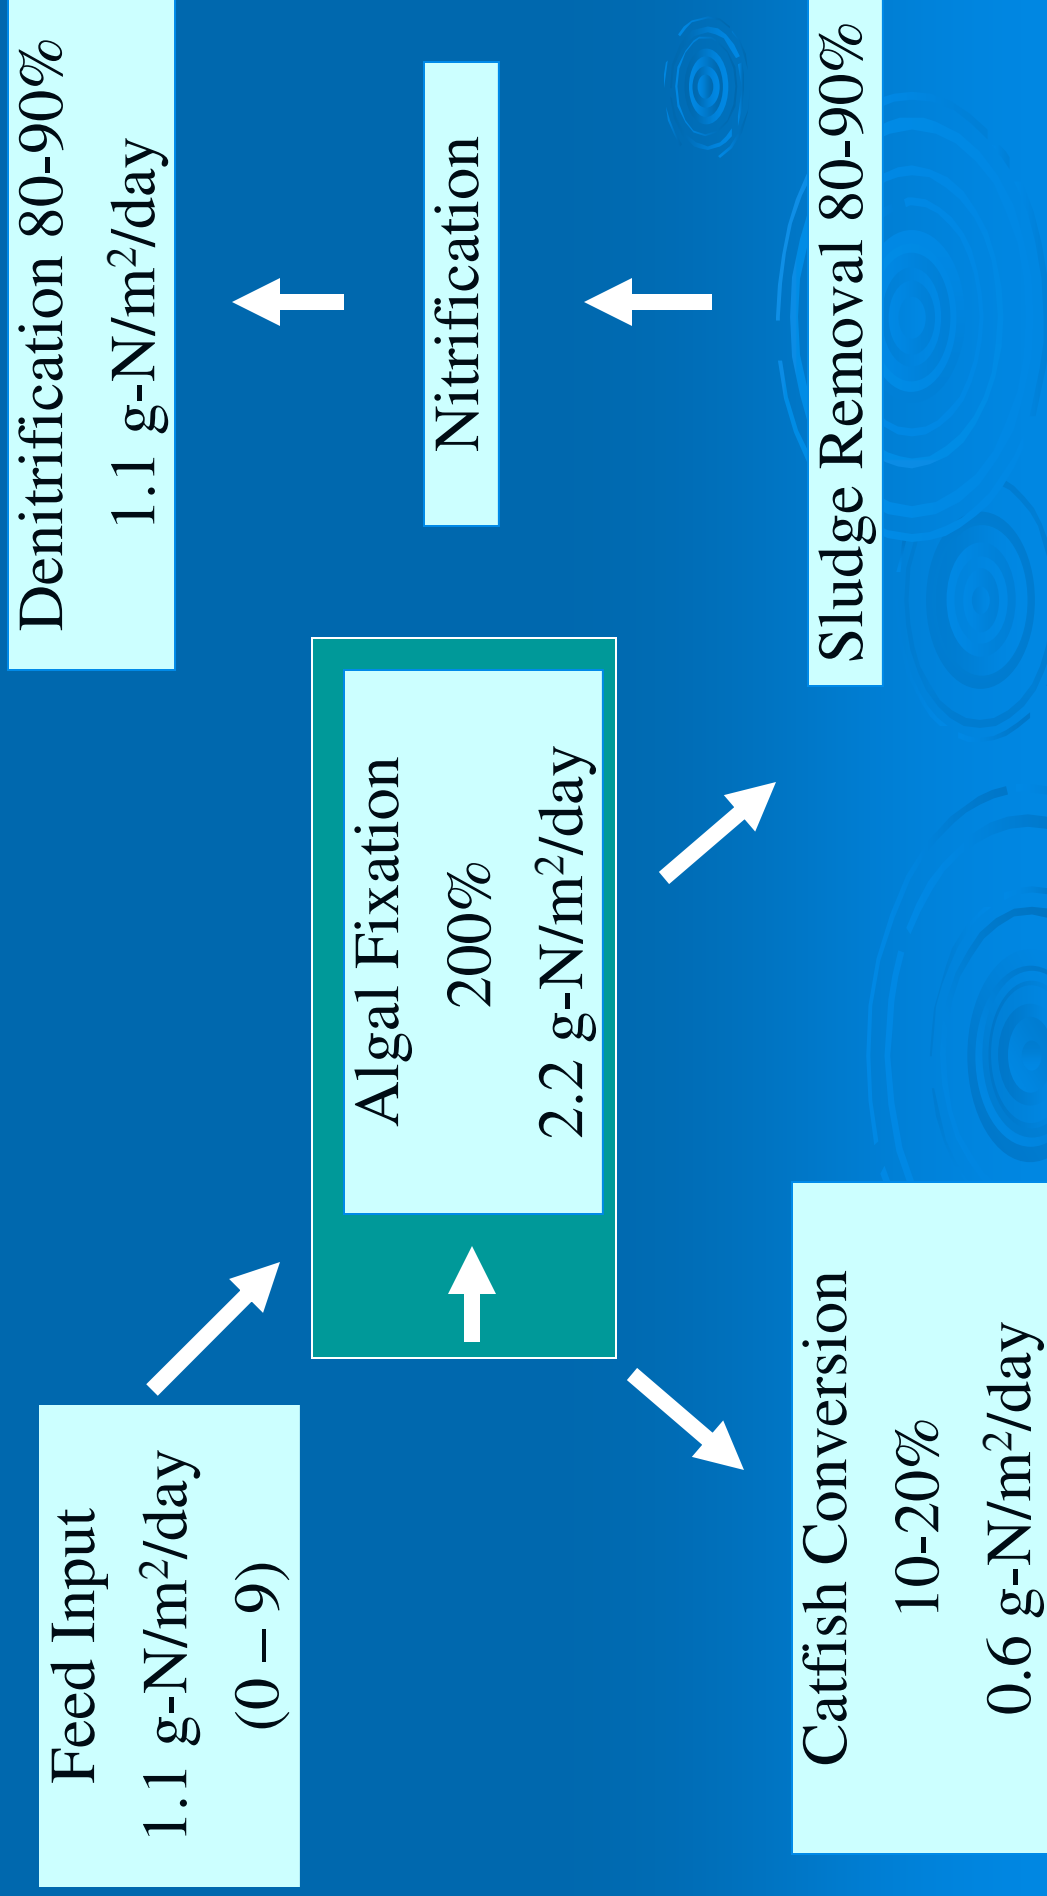 Feed Input
1.1 g-N/m²/day
(0 – 9)
Denitrification 80-90%
1.1 g-N/m²/day
Algal Fixation
200%
2.2 g-N/m²/day
Nitrification
Catfish Conversion
10-20%
0.6 g-N/m²/day
Sludge Removal 80-90%